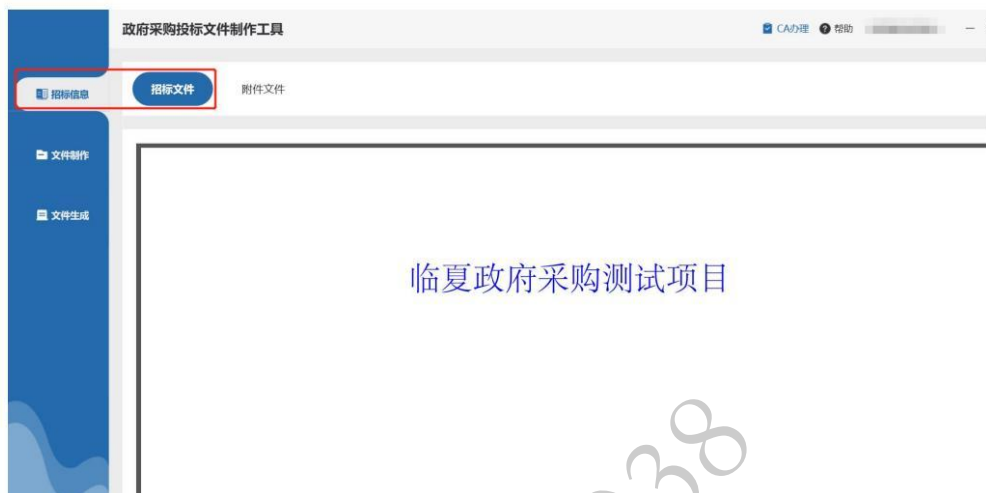 政府采购投标文件制作工具
CA办理 帮助
招标信息 招标文件 附件文件
文件制作
文件生成
临夏政府采购测试项目
38